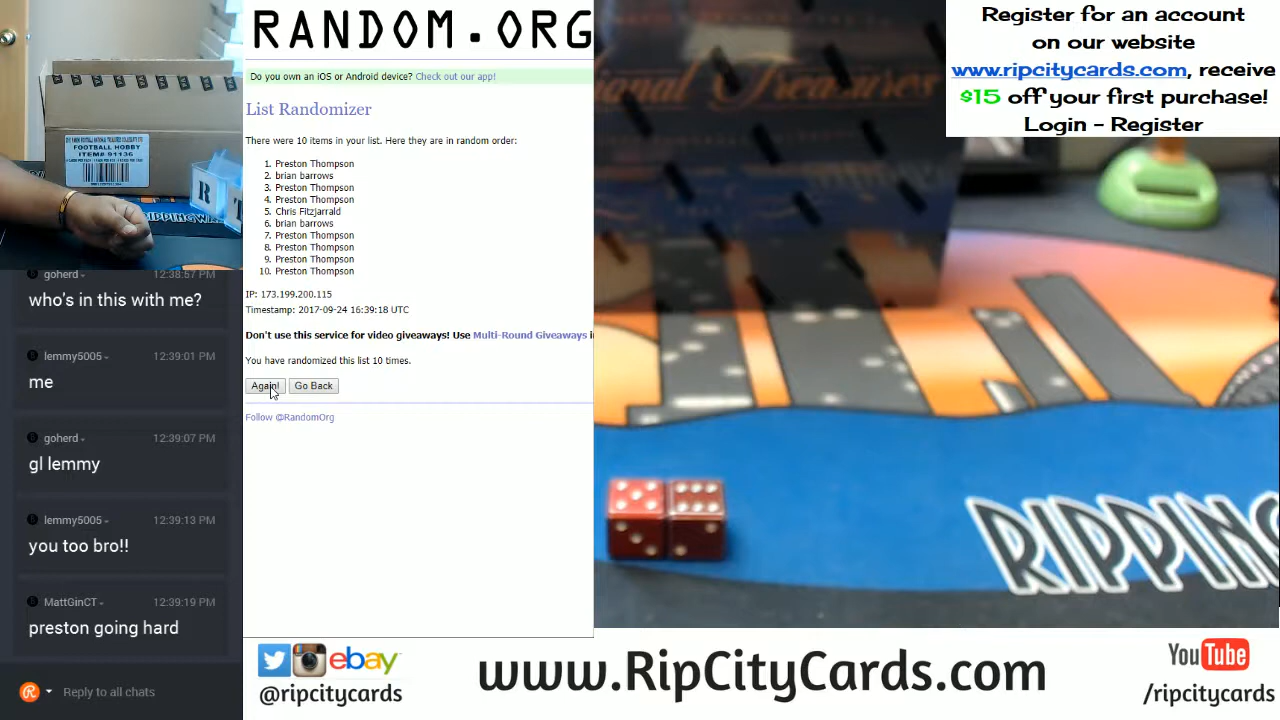 RANDOM.ORG
Do you own an iOS or Android device? Check out our app!
List Randomizer
There were 10 items in your list. Here they are in random order:
1. Preston Thompson
2. brian barrows
3. Preston Thompson
4. Preston Thompson
5. Chris Fitzjarrald
6. brian barrows
7. Preston Thompson
8. Preston Thompson
9. Preston Thompson
10. Preston Thompson
IP: 173.199.200.115
Timestamp: 2017-09-24 16:39:18 UTC
Don't use this service for video giveaways! Use Multi-Round Giveaways
You have randomized this list 10 times.
Again! Go Back
Follow @RandomOrg
FOOTBALL HOBBY
ITEM# 91136
R
RIPPINGWA
goherd 12:38:57 PM
who's in this with me?
lemmy5005 12:39:01 PM
me
goherd 12:39:07 PM
gl lemmy
lemmy5005 12:39:13 PM
you too bro!!
MattGinCT 12:39:19 PM
preston going hard
Reply to all chats
Treasures
RIPPING
Register for an account
on our website
www.ripcitycards.com, receive
$15 off your first purchase!
Login - Register
ebay
@ripcitycards
www.RipCityCards.com
YouTube
/ripcitycards